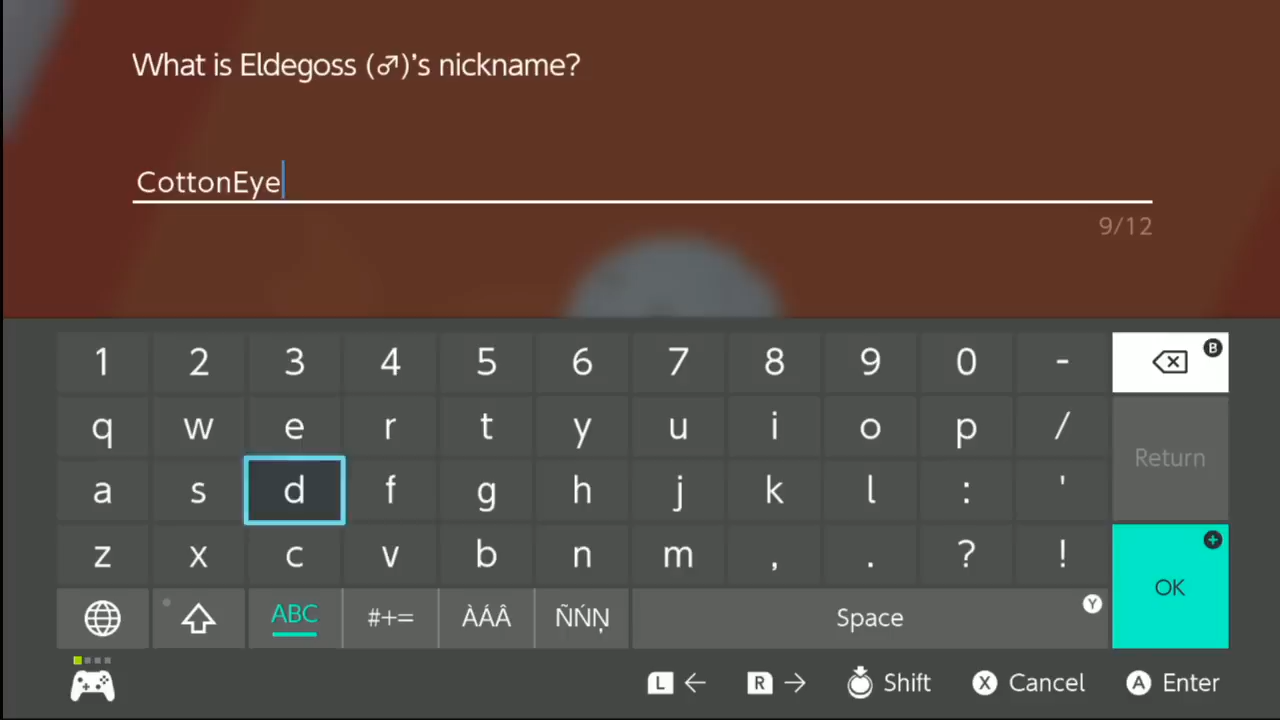 What is Eldegoss (♂)'s nickname?
CottonEye
9/12
1 2 3 4 5 6 7 8 9 0 - B
q w e r t y u i o p / Return
a s d f g h j k l : '
z x c v b n m , . ? ! + OK
ABC #+= ÀÁÂ ÑŃŅ Space Y
L ← R → Shift X Cancel A Enter